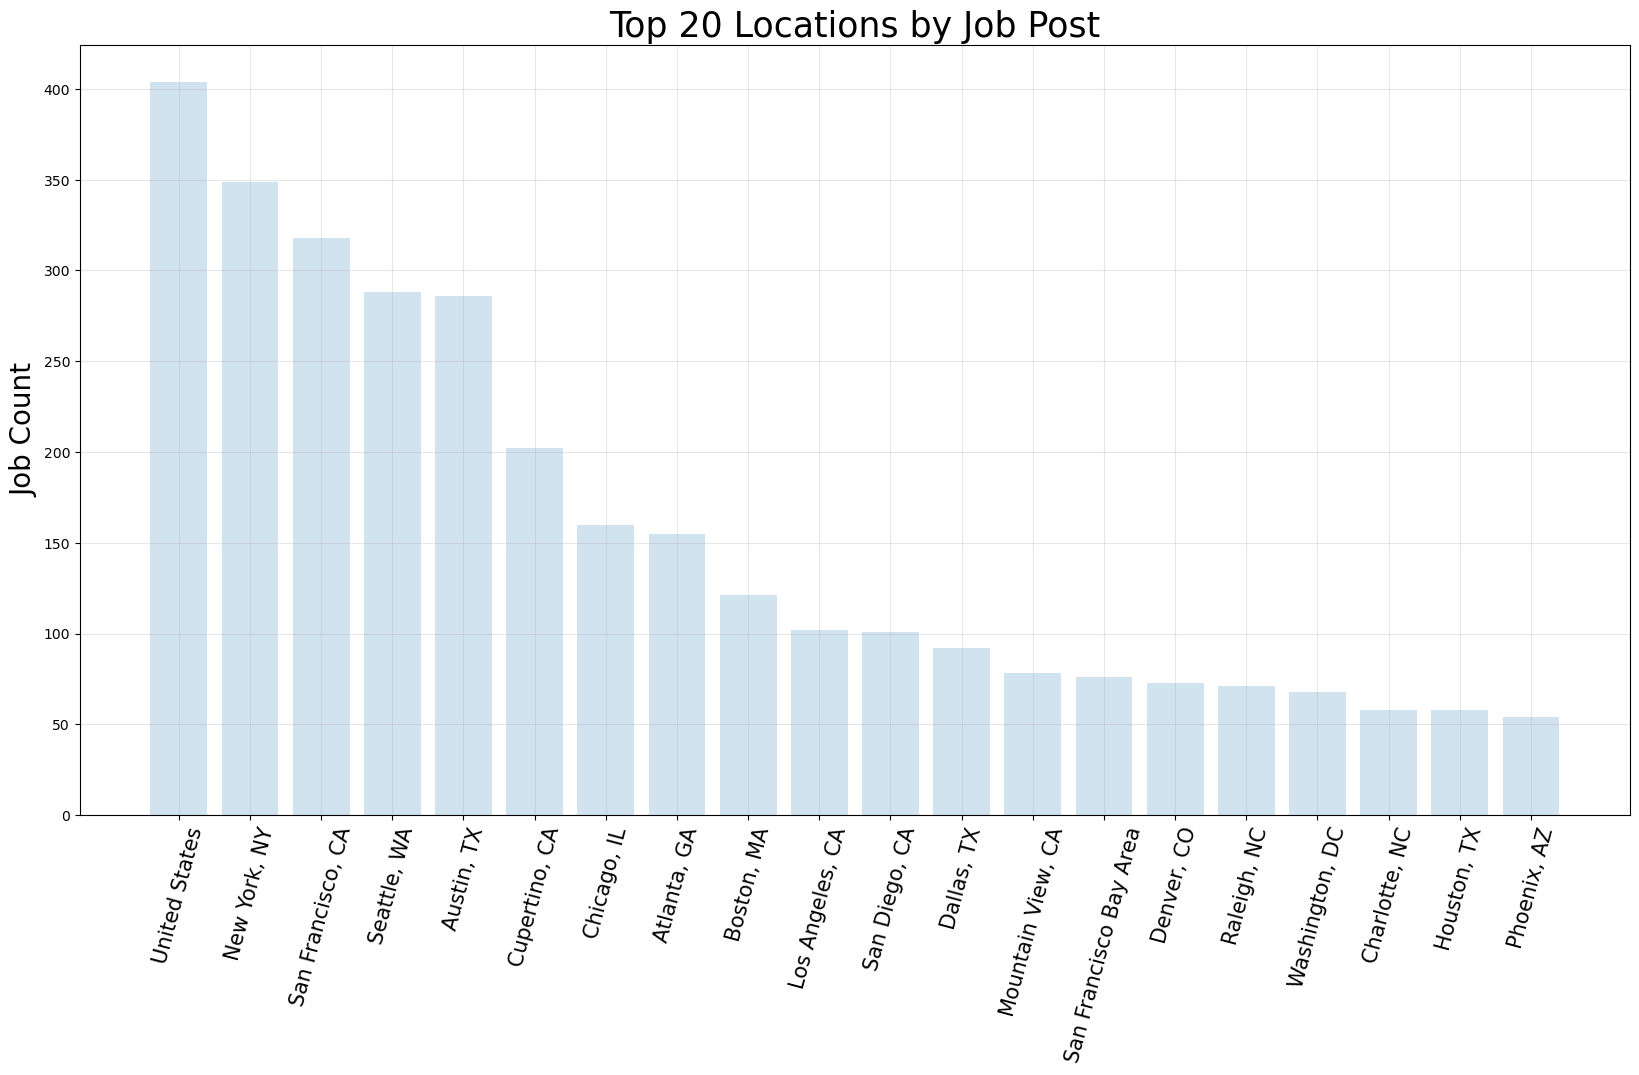 Top 20 Locations by Job Post
Job Count
400
350
300
250
200
150
100
50
0
United States
New York, NY
San Francisco, CA
Seattle, WA
Austin, TX
Cupertino, CA
Chicago, IL
Atlanta, GA
Boston, MA
Los Angeles, CA
San Diego, CA
Dallas, TX
Mountain View, CA
San Francisco Bay Area
Denver, CO
Raleigh, NC
Washington, DC
Charlotte, NC
Houston, TX
Phoenix, AZ